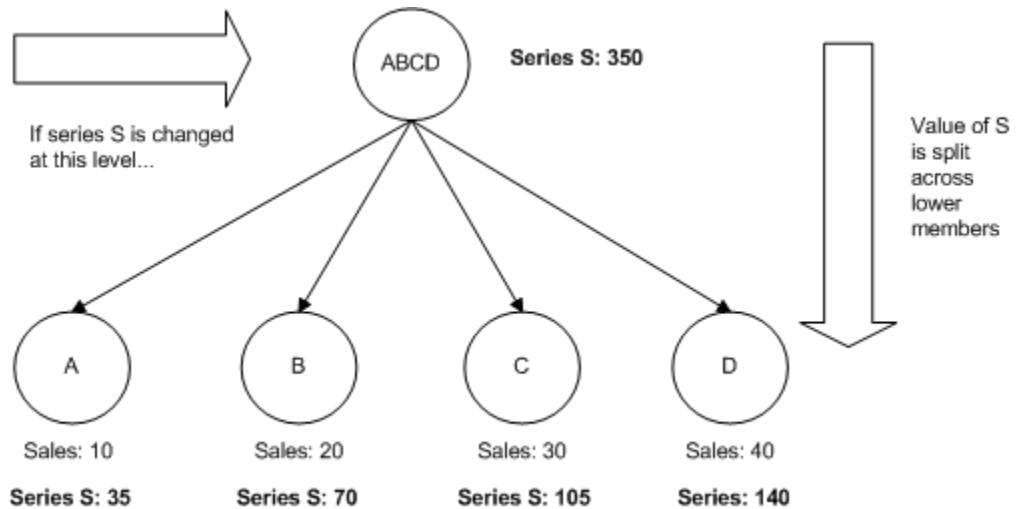 ABCD
Series S: 350
If series S is changed
at this level...
Value of S
is split
across
lower
members
A
B
C
D
Sales: 10
Sales: 20
Sales: 30
Sales: 40
Series S: 35
Series S: 70
Series S: 105
Series: 140